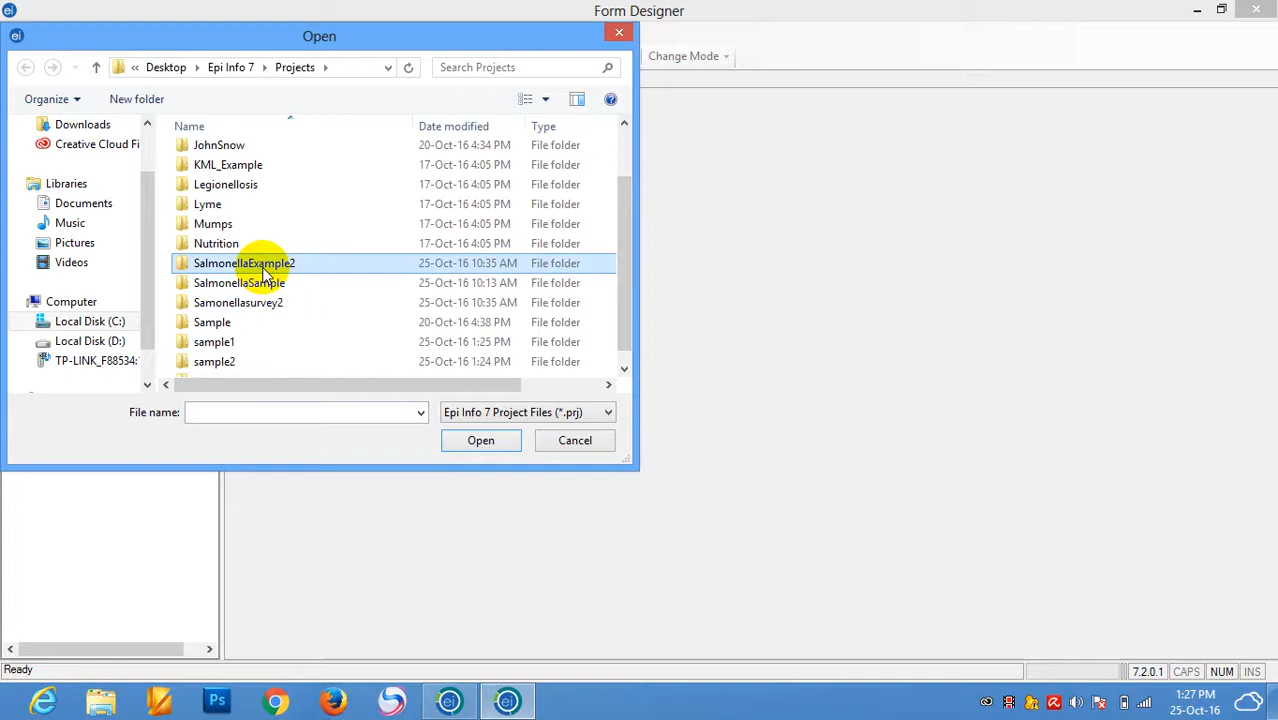 Form Designer
Open
Change Mode
« Desktop Epi Info 7 Projects Search Projects
Organize New folder
Name Date modified Type
Downloads
Creative Cloud Fi
Libraries
Documents
Music
Pictures
Videos
Computer
Local Disk (C:)
Local Disk (D:)
TP-LINK_F88534:
JohnSnow 20-Oct-16 4:34 PM File folder
KML_Example 17-Oct-16 4:05 PM File folder
Legionellosis 17-Oct-16 4:05 PM File folder
Lyme 17-Oct-16 4:05 PM File folder
Mumps 17-Oct-16 4:05 PM File folder
Nutrition 17-Oct-16 4:05 PM File folder
SalmonellaExample2 25-Oct-16 10:35 AM File folder
SalmonellaSample 25-Oct-16 10:13 AM File folder
Samonellasurvey2 25-Oct-16 10:35 AM File folder
Sample 20-Oct-16 4:38 PM File folder
sample1 25-Oct-16 1:25 PM File folder
sample2 25-Oct-16 1:24 PM File folder
File name: Epi Info 7 Project Files (*.prj)
Open Cancel
Ready 7.2.0.1 CAPS NUM INS
Ps
1:27 PM
25-Oct-16